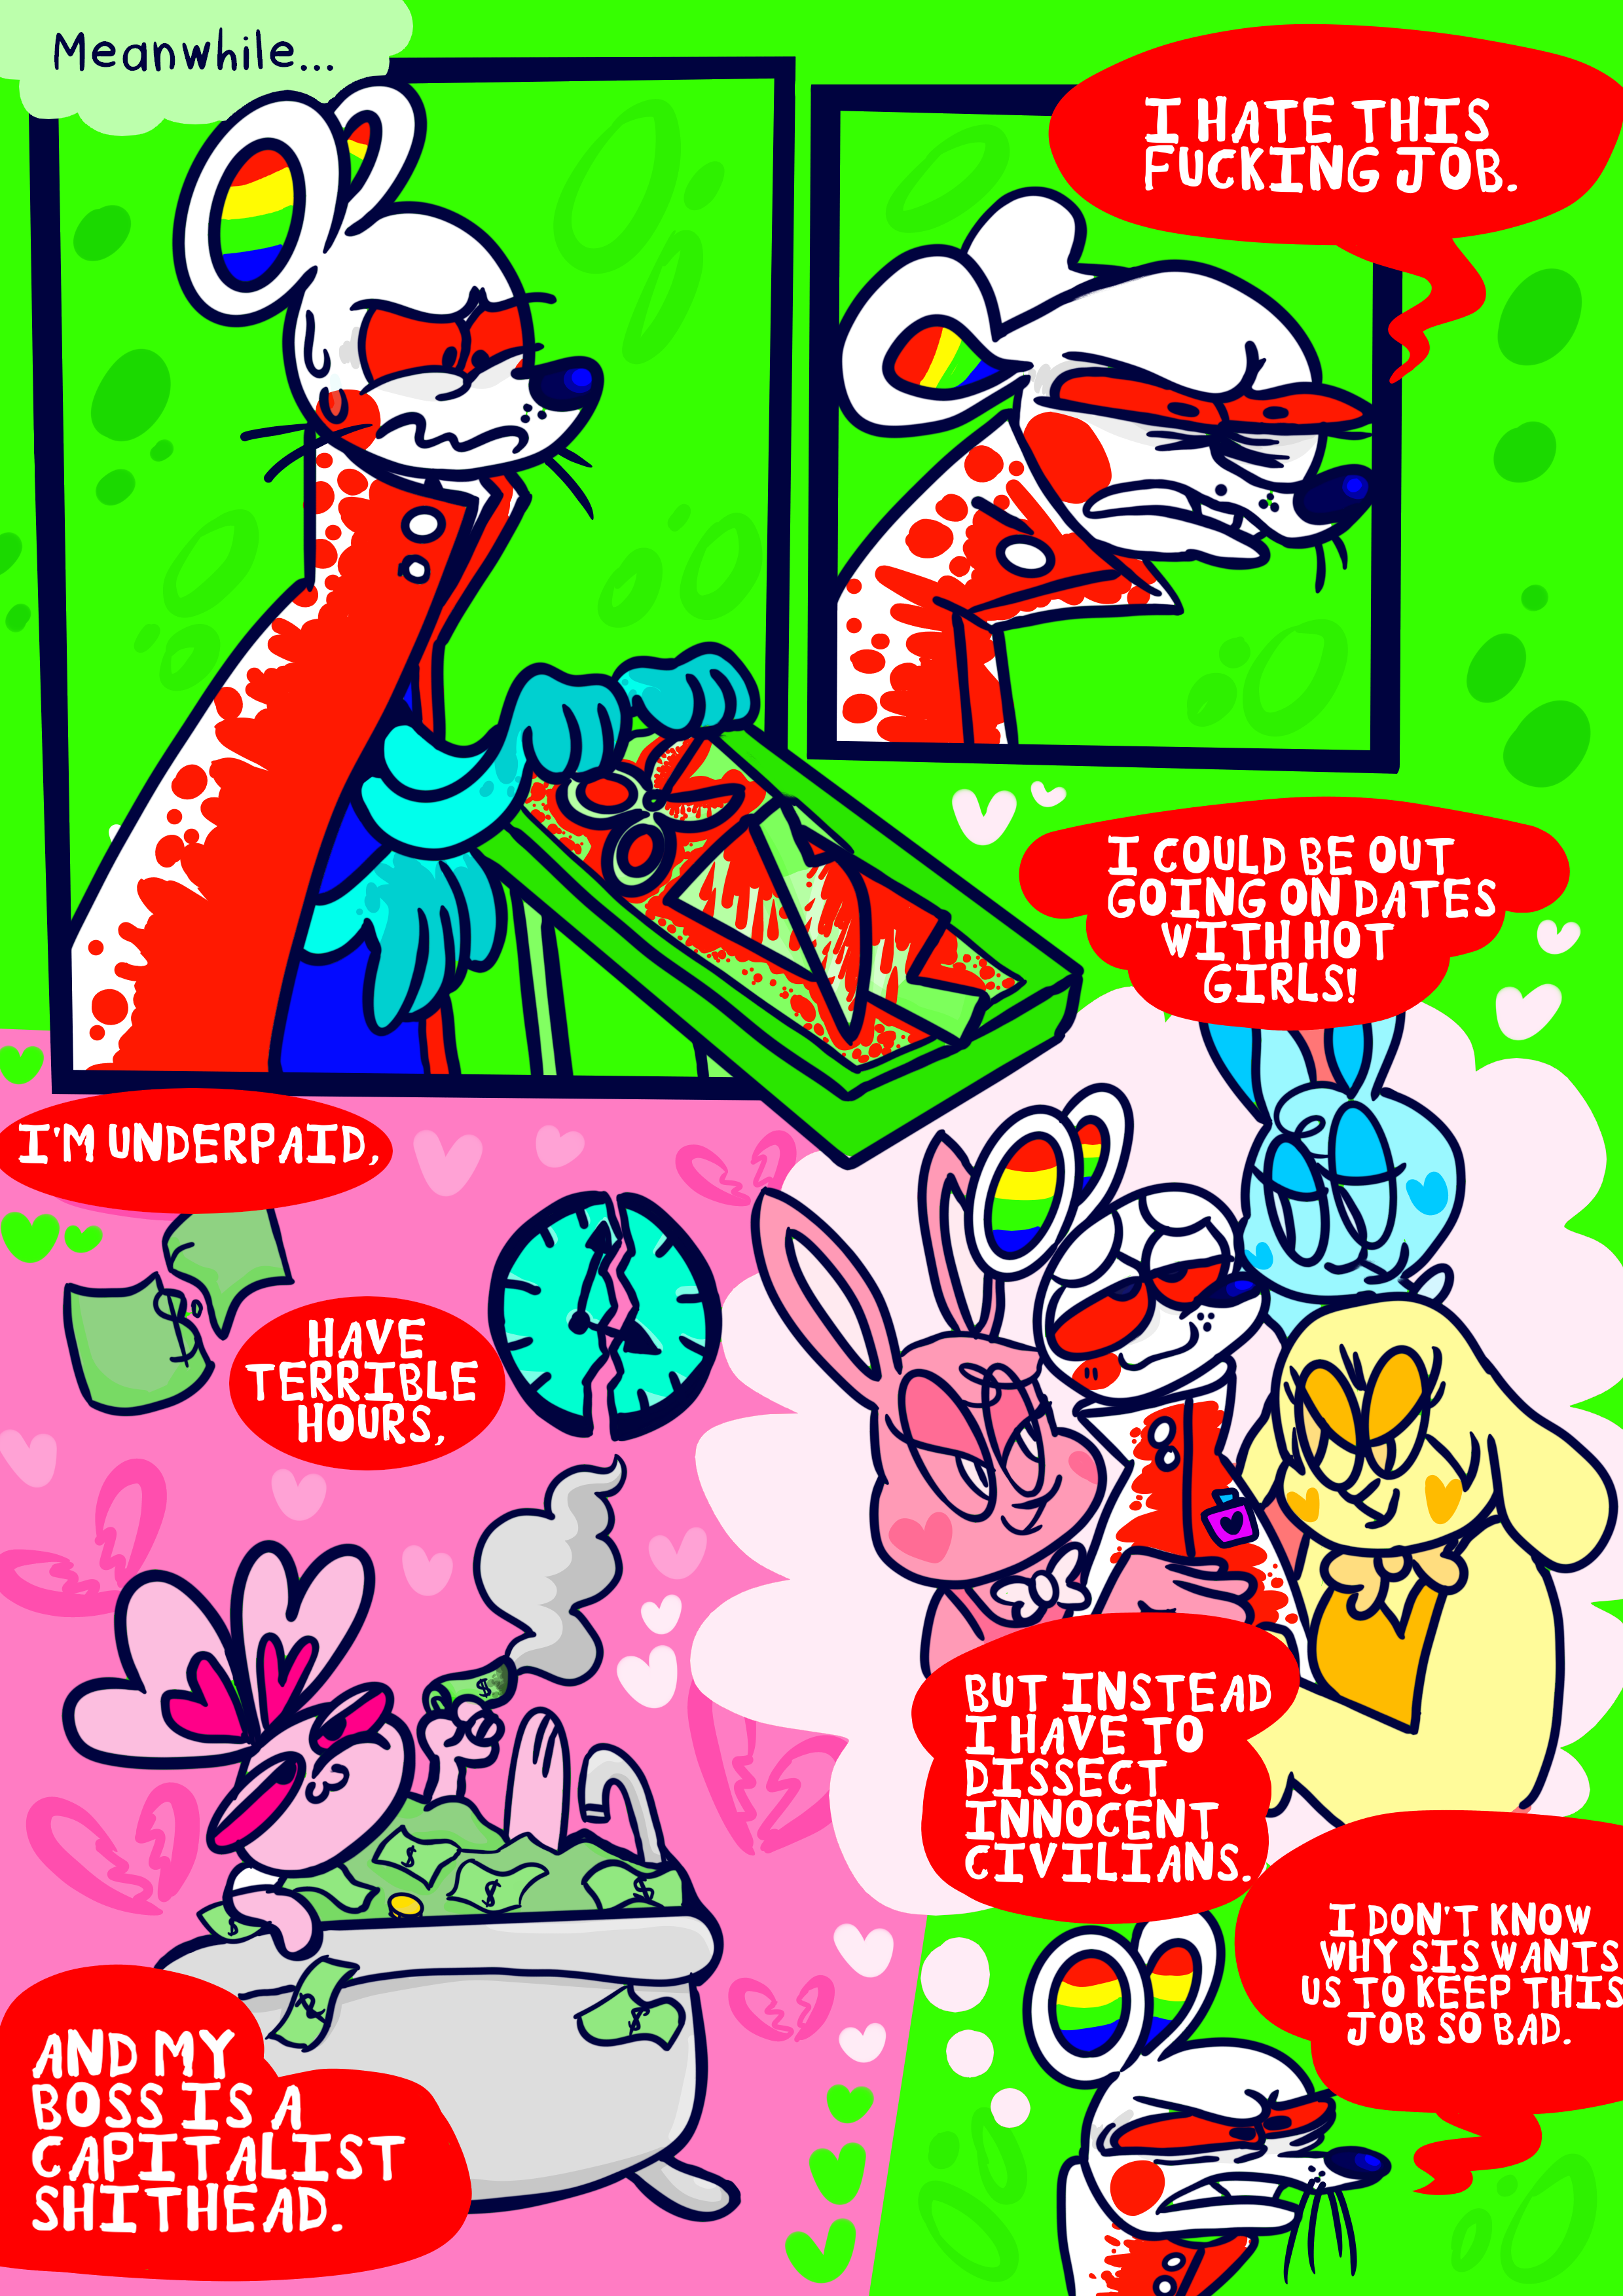 Meanwhile...
I HATE THIS
FUCKING JOB.
I COULD BE OUT
GOING ON DATES
WITH HOT
GIRLS!
I'M UNDERPAID,
$
HAVE
TERRIBLE
HOURS,
$
$
$
$
$
$
$
BUT INSTEAD
I HAVE TO
DISSECT
INNOCENT
CIVILIANS.
AND MY
BOSS IS A
CAPITALIST
SHITHEAD.
I DON'T KNOW
WHY SIS WANTS
US TO KEEP THIS
JOB SO BAD.